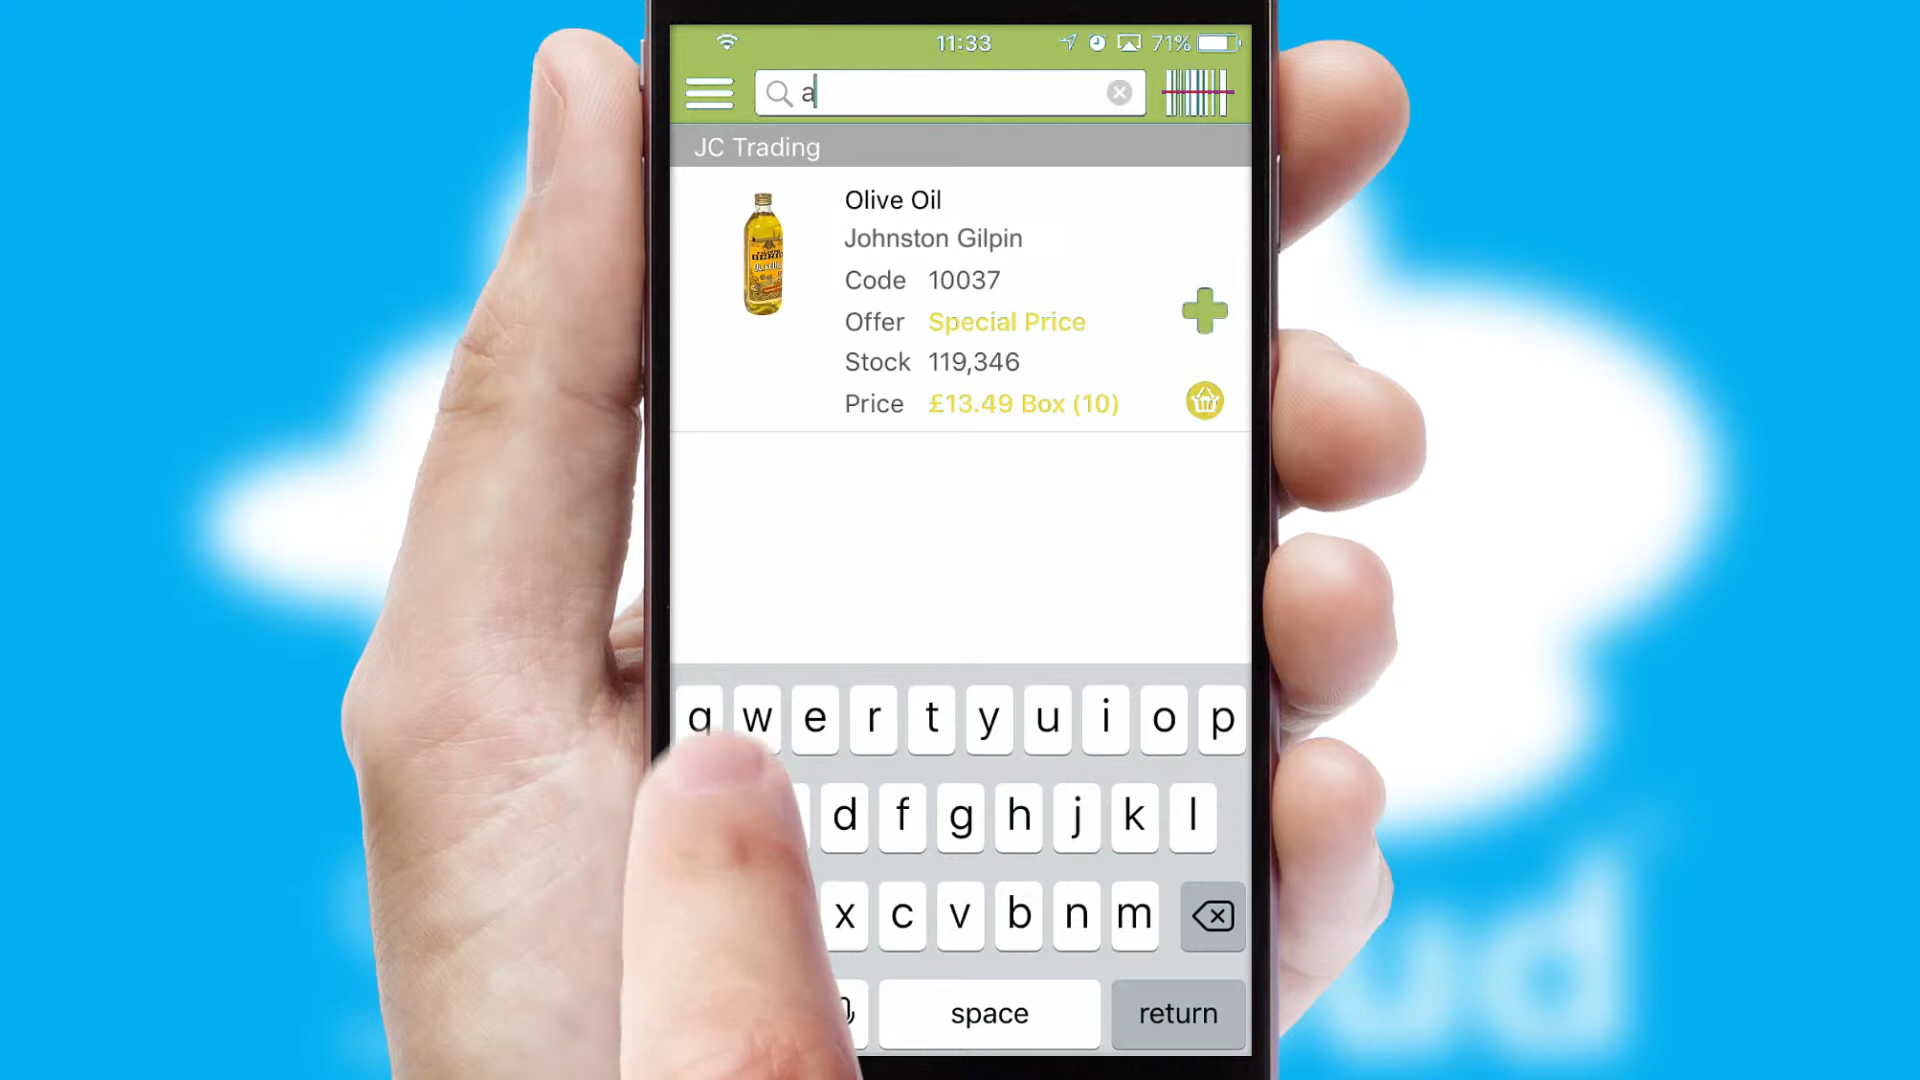 11:33
71%
a
JC Trading
Olive Oil
Johnston Gilpin
Code 10037
Offer Special Price
Stock 119,346
Price £13.49 Box (10)
q w e r t y u i o p
d f g h j k l
x c v b n m
space return
ud